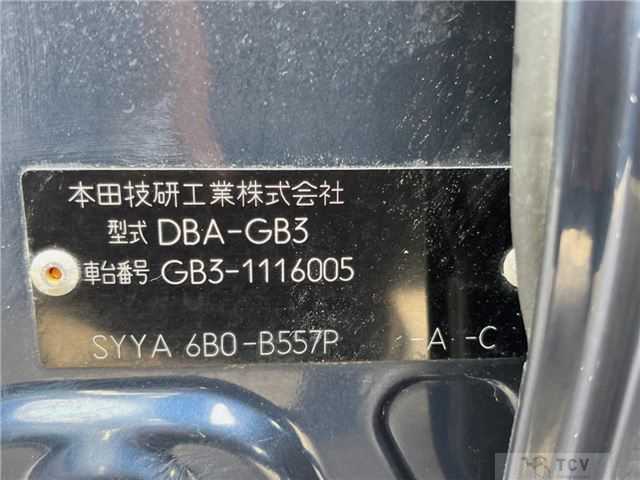 本田技研工業株式会社
型式 DBA-GB3
車台番号 GB3-1116005
SYYA 6B0-B557P -A -C
TCV